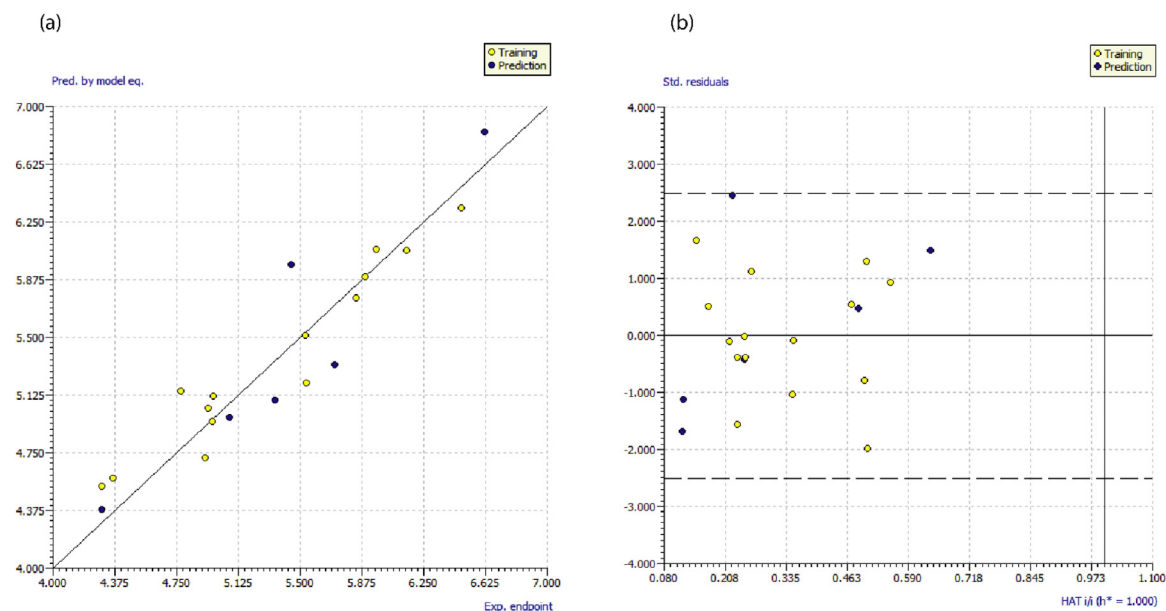 (a)
(b)
Training
Prediction
Pred. by model eq.
7.000
6.625
6.250
5.875
5.500
5.125
4.750
4.375
4.000
4.000 4.375 4.750 5.125 5.500 5.875 6.250 6.625 7.000
Exp. endpoint
Training
Prediction
Std. residuals
4.000
3.000
2.000
1.000
0.000
-1.000
-2.000
-3.000
-4.000
0.080 0.208 0.335 0.463 0.590 0.718 0.845 0.973 1.100
HAT i/i (h* = 1.000)